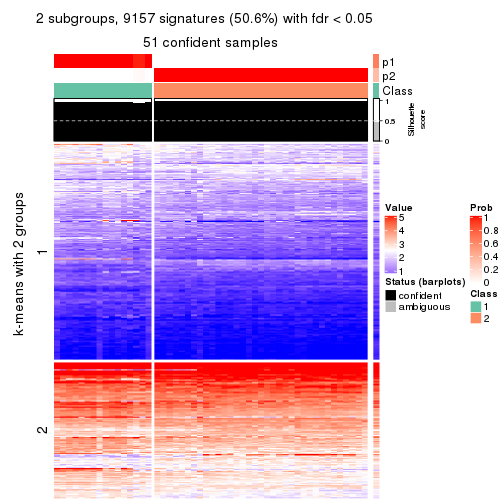 2 subgroups, 9157 signatures (50.6%) with fdr < 0.05
51 confident samples
p1
p2
Class
1
0.5
0
Silhouette
score
k-means with 2 groups
1
2
Value
5
4
3
2
1
Prob
1
0.8
0.6
0.4
0.2
0
Status (barplots)
confident
ambiguous
Class
1
2